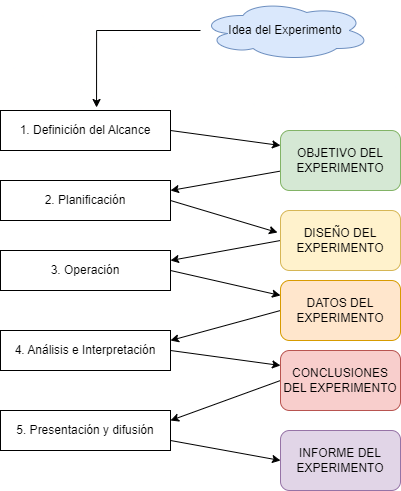 Idea del Experimento
1. Definición del Alcance
OBJETIVO DEL
EXPERIMENTO
2. Planificación
DISEÑO DEL
EXPERIMENTO
3. Operación
DATOS DEL
EXPERIMENTO
4. Análisis e Interpretación
CONCLUSIONES
DEL EXPERIMENTO
5. Presentación y difusión
INFORME DEL
EXPERIMENTO